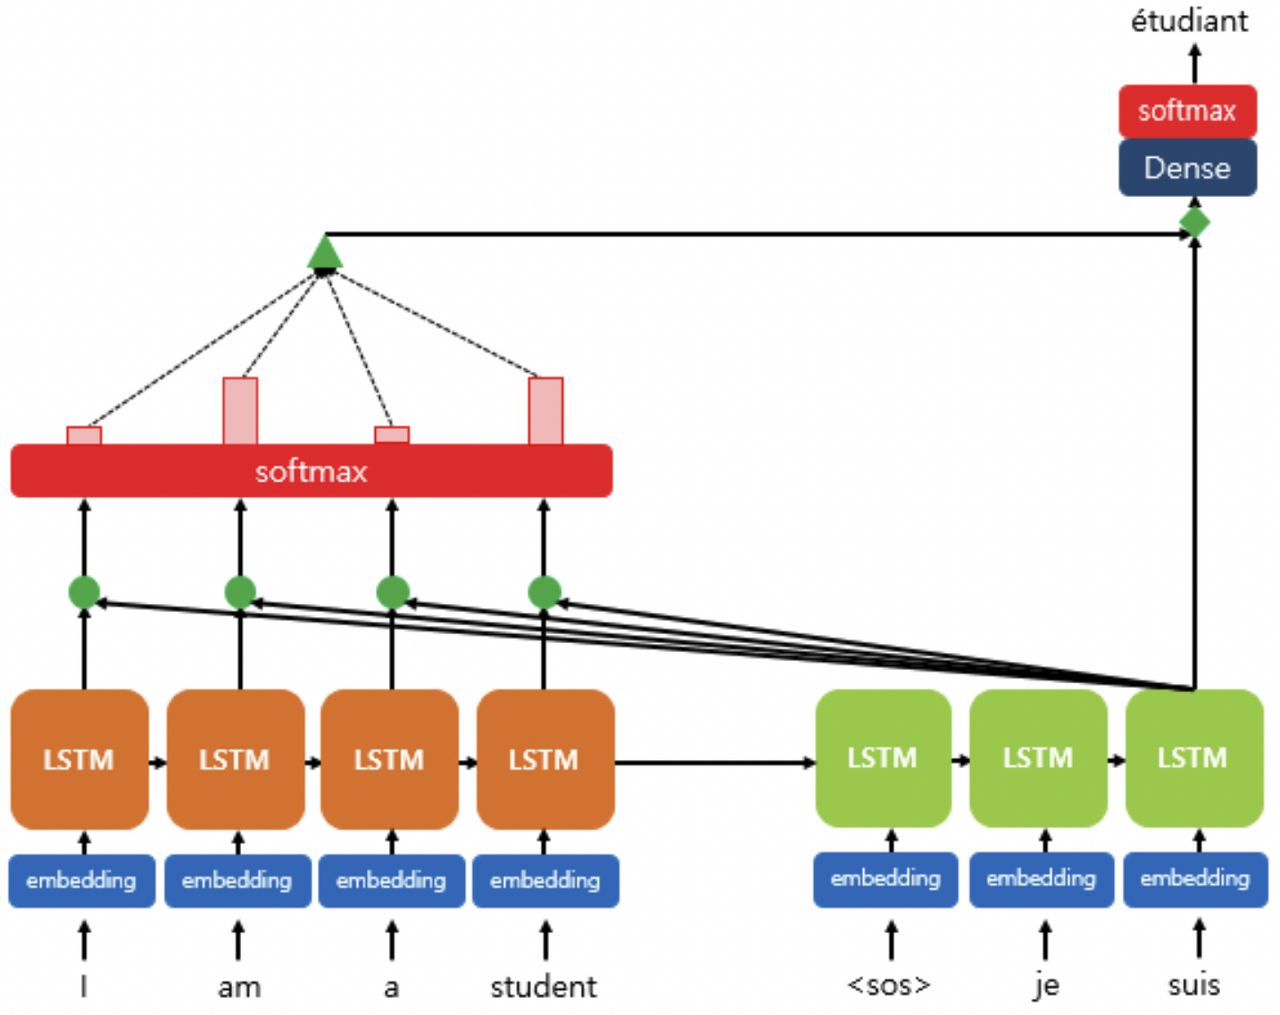 étudiant
softmax
Dense
softmax
LSTM LSTM LSTM LSTM LSTM LSTM LSTM
embedding embedding embedding embedding embedding embedding embedding
I am a student <sos> je suis